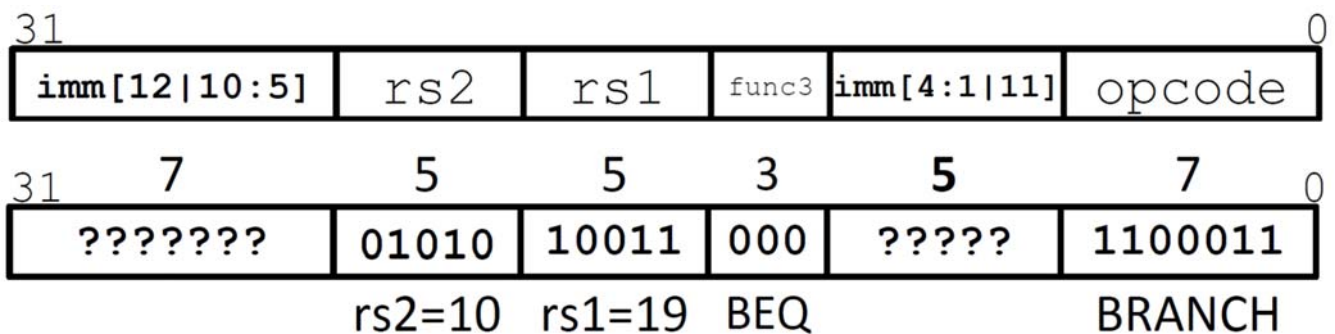 31 0
imm[12|10:5] rs2 rs1 func3 imm[4:1|11] opcode
7 5 5 3 5 7
31 0
??????? 01010 10011 000 ????? 1100011
rs2=10 rs1=19 BEQ BRANCH